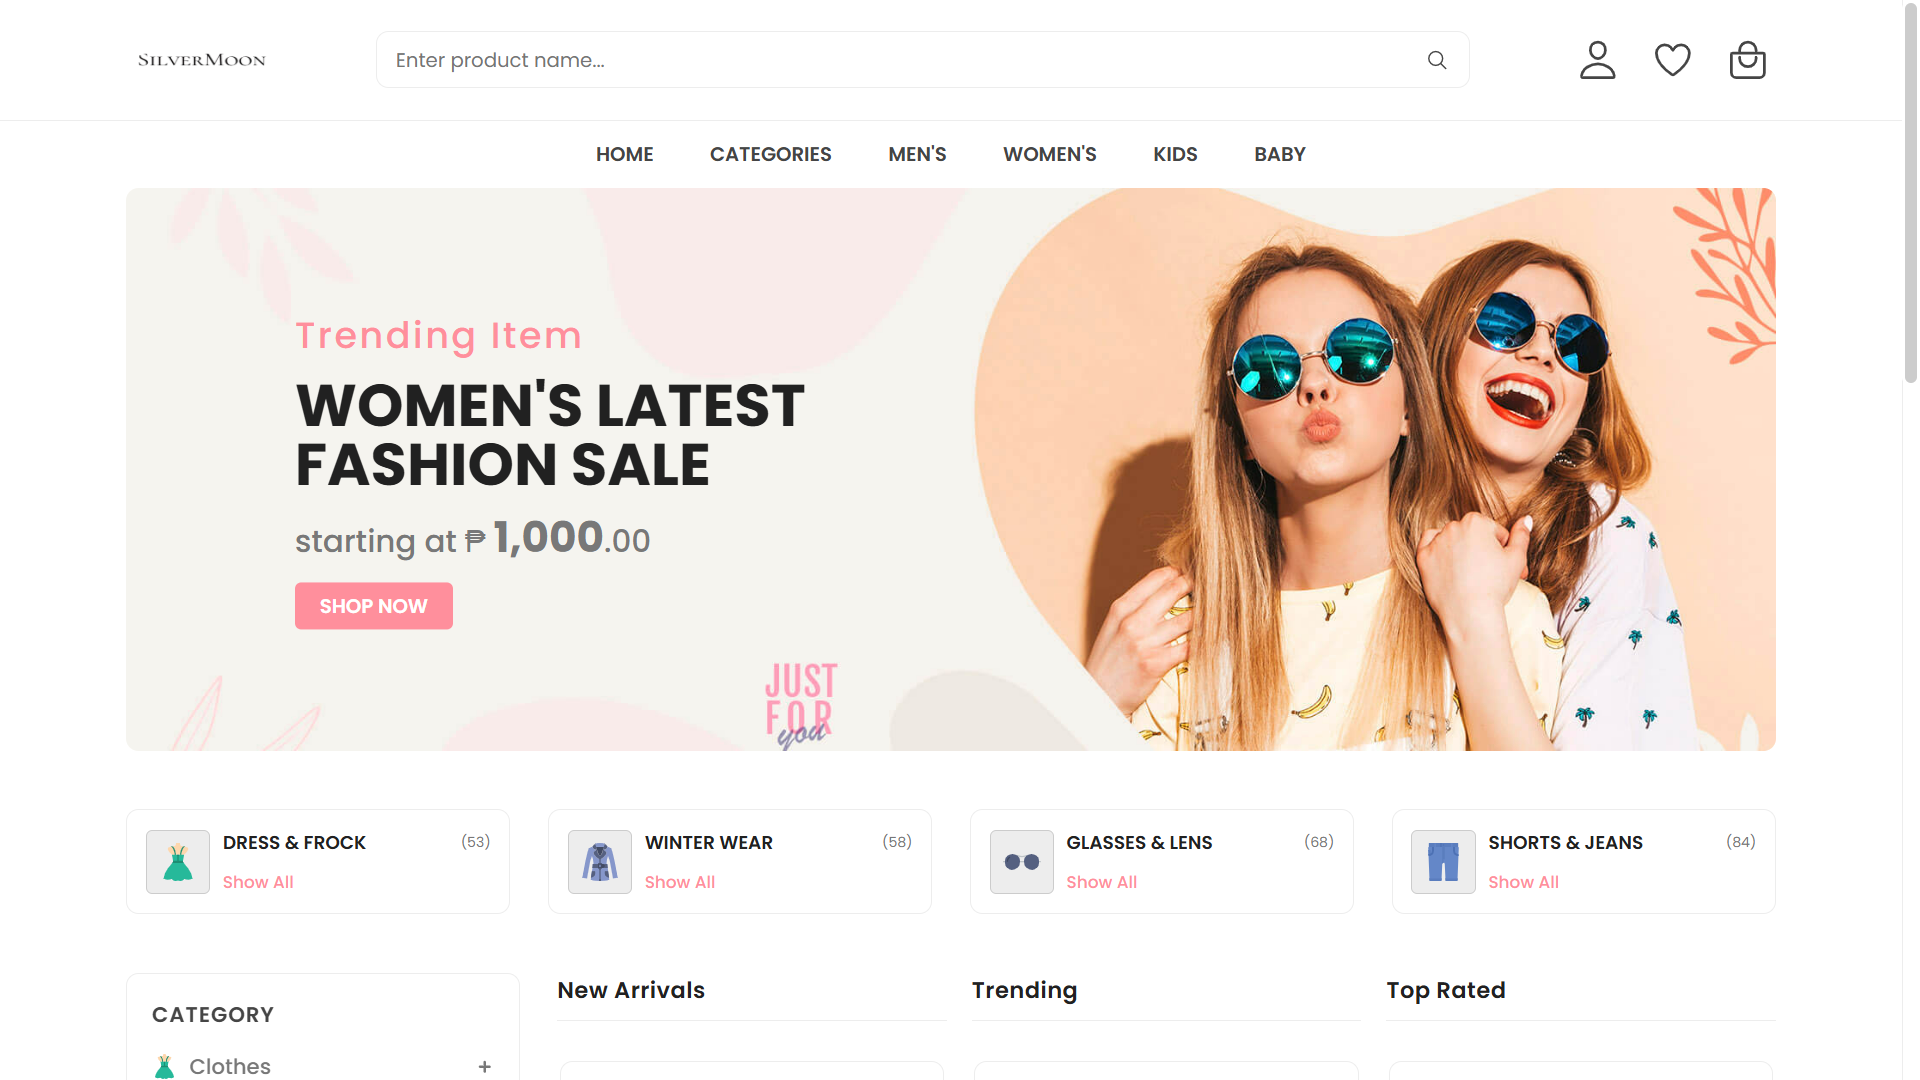 SILVERMOON
Enter product name...
HOME CATEGORIES MEN'S WOMEN'S KIDS BABY
Trending Item
WOMEN'S LATEST
FASHION SALE
starting at ₱ 1,000.00
SHOP NOW
JUST
FOR
you
DRESS & FROCK (53)
Show All
WINTER WEAR (58)
Show All
GLASSES & LENS (68)
Show All
SHORTS & JEANS (84)
Show All
CATEGORY
Clothes +
New Arrivals
Trending
Top Rated